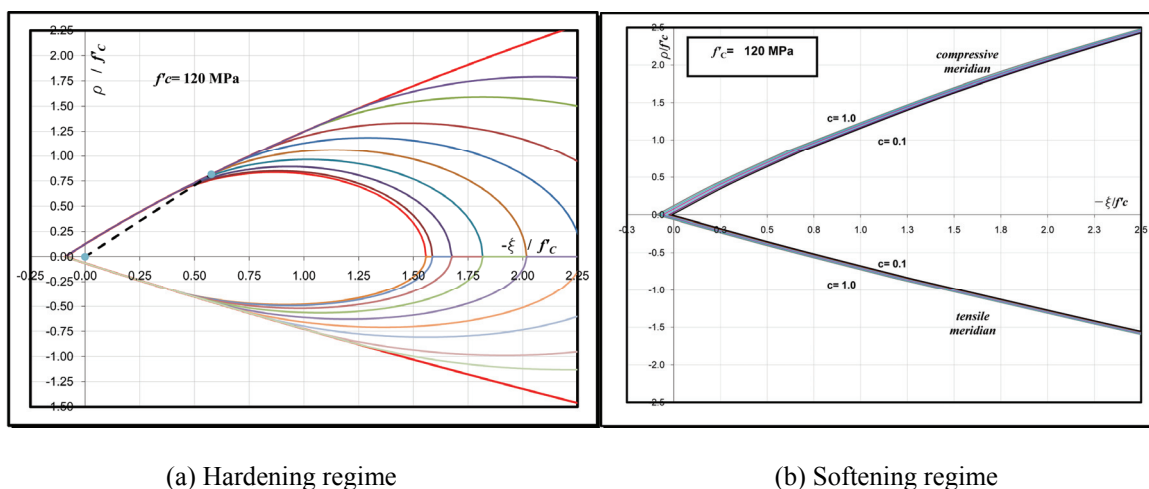 2.25
2.00
1.75
1.50
1.25
1.00
0.75
0.50
0.25
0.00
-0.25
-0.50
-0.75
-1.00
-1.25
-1.50
ρ / f'c
f'c= 120 MPa
-ξ / f'C
-0.25 0.00 0.25 0.50 0.75 1.00 1.25 1.50 1.75 2.00 2.25
(a) Hardening regime
2.5
2.0
1.5
1.0
0.5
0.0
-0.5
-1.0
-1.5
-2.0
2.5
ρ/f'c
f'C= 120 MPa
compressive
meridian
c= 1.0
c= 0.1
−ξ/f'c
-0.3 0.0 0.3 0.5 0.8 1.0 1.3 1.5 1.8 2.0 2.3 2.5
c= 0.1
c= 1.0
tensile
meridian
(b) Softening regime